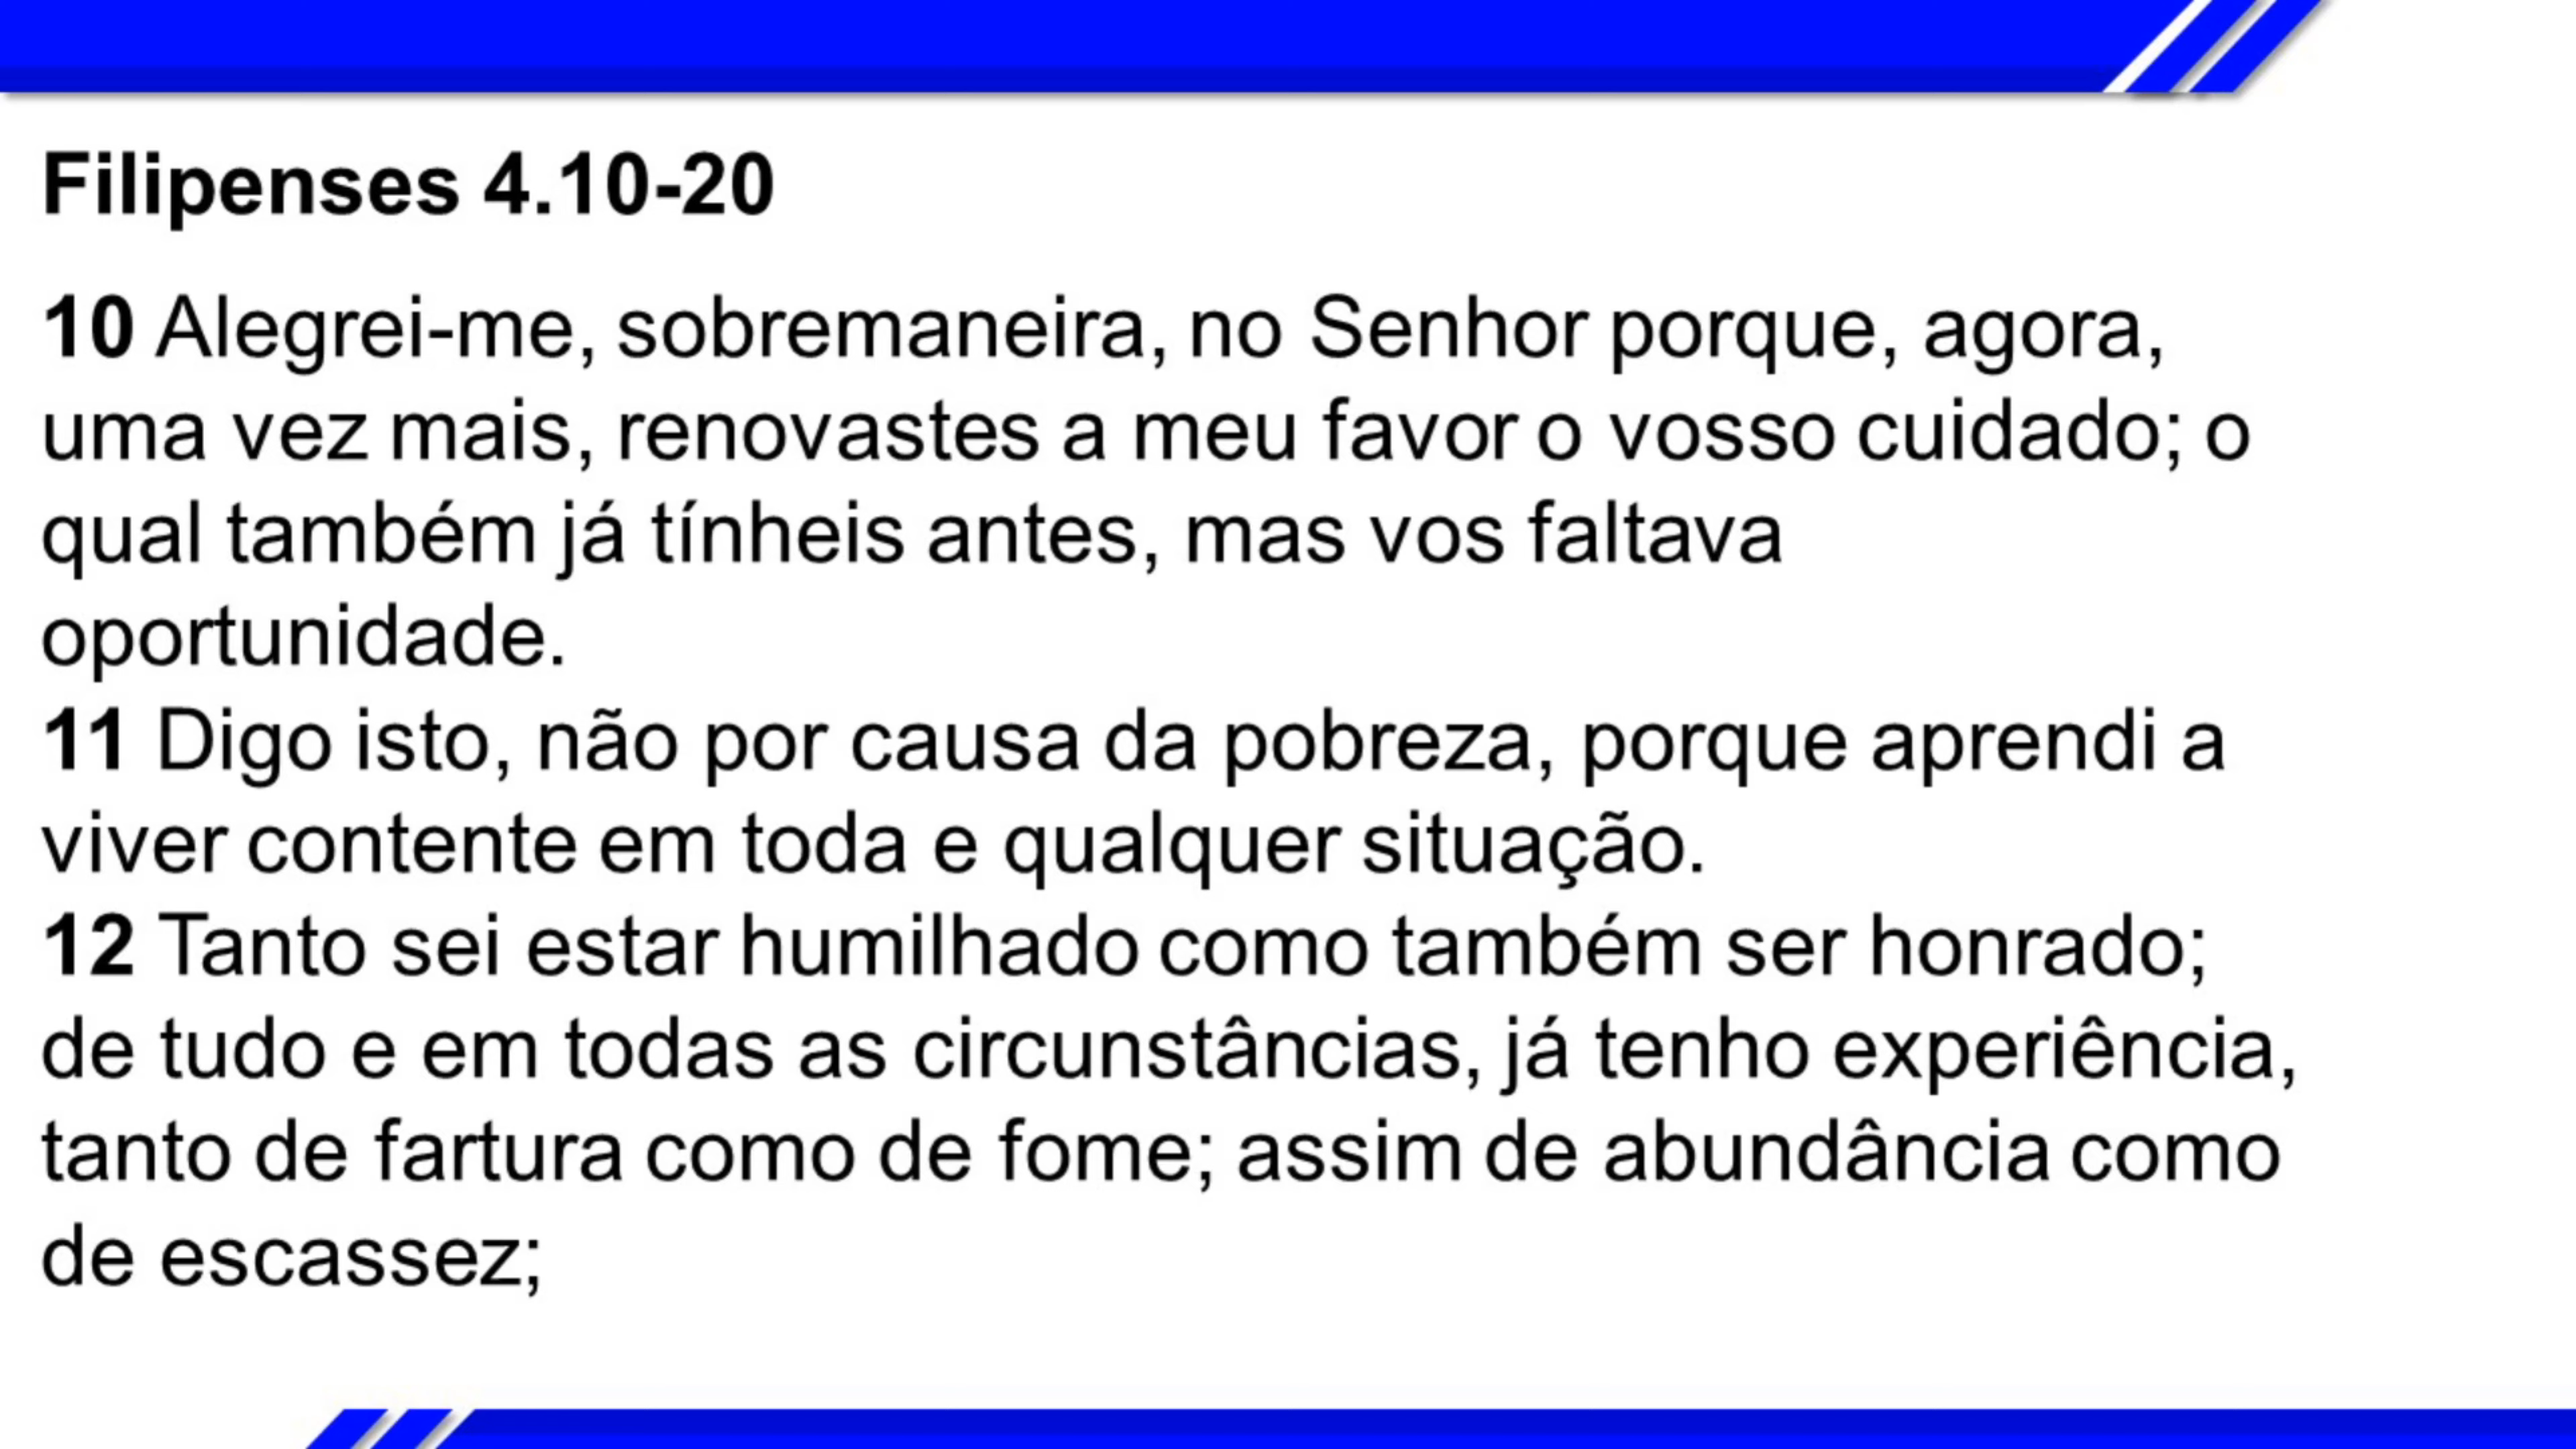 Filipenses 4.10-20
10 Alegrei-me, sobremaneira, no Senhor porque, agora,
uma vez mais, renovastes a meu favor o vosso cuidado; o
qual também já tínheis antes, mas vos faltava
oportunidade.
11 Digo isto, não por causa da pobreza, porque aprendi a
viver contente em toda e qualquer situação.
12 Tanto sei estar humilhado como também ser honrado;
de tudo e em todas as circunstâncias, já tenho experiência,
tanto de fartura como de fome; assim de abundância como
de escassez;